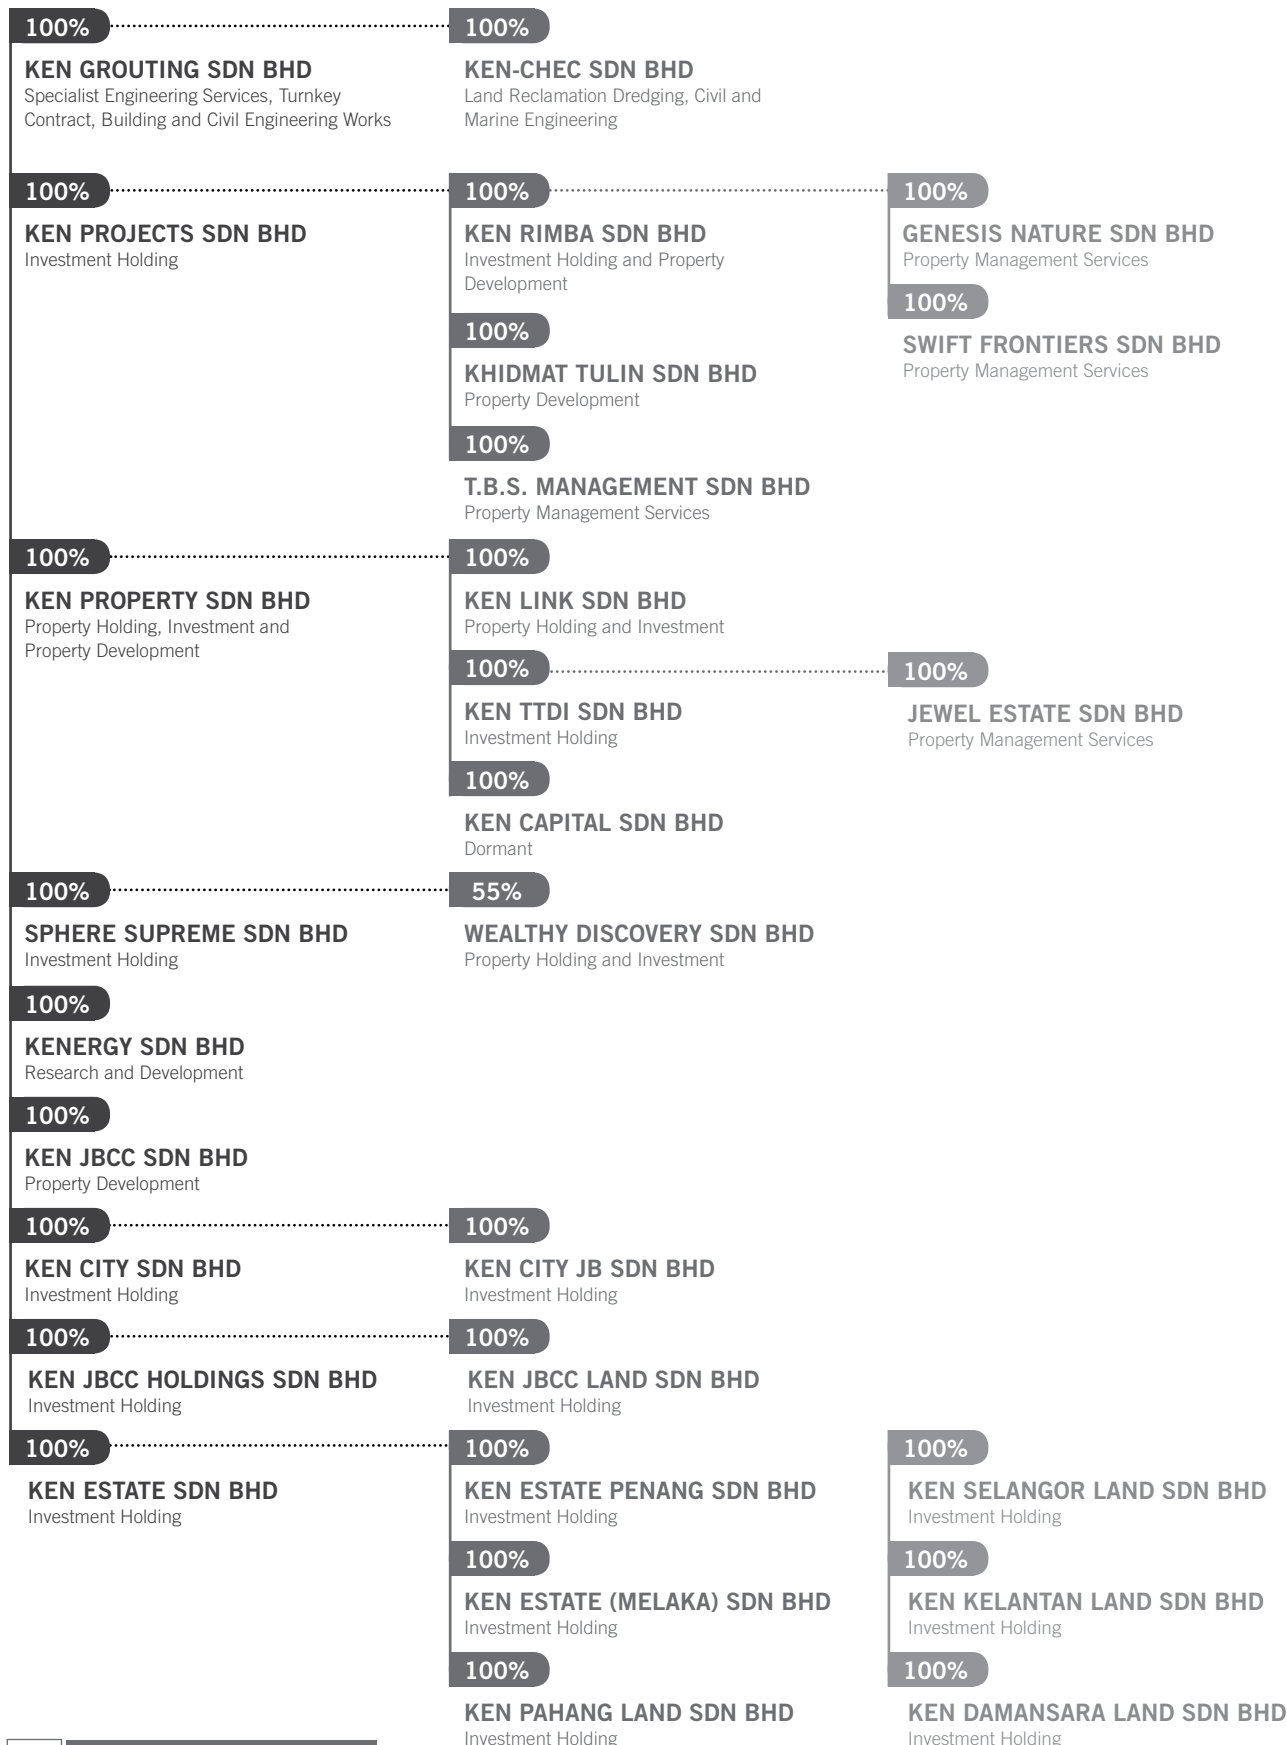 100%
KEN GROUTING SDN BHD
Specialist Engineering Services, Turnkey
Contract, Building and Civil Engineering Works
100%
KEN-CHEC SDN BHD
Land Reclamation Dredging, Civil and
Marine Engineering
100%
KEN PROJECTS SDN BHD
Investment Holding
100%
KEN RIMBA SDN BHD
Investment Holding and Property
Development
100%
GENESIS NATURE SDN BHD
Property Management Services
100%
SWIFT FRONTIERS SDN BHD
Property Management Services
100%
KHIDMAT TULIN SDN BHD
Property Development
100%
T.B.S. MANAGEMENT SDN BHD
Property Management Services
100%
KEN PROPERTY SDN BHD
Property Holding, Investment and
Property Development
100%
KEN LINK SDN BHD
Property Holding and Investment
100%
KEN TTDI SDN BHD
Investment Holding
100%
JEWEL ESTATE SDN BHD
Property Management Services
100%
KEN CAPITAL SDN BHD
Dormant
100%
SPHERE SUPREME SDN BHD
Investment Holding
55%
WEALTHY DISCOVERY SDN BHD
Property Holding and Investment
100%
KENERGY SDN BHD
Research and Development
100%
KEN JBCC SDN BHD
Property Development
100%
KEN CITY SDN BHD
Investment Holding
100%
KEN CITY JB SDN BHD
Investment Holding
100%
KEN JBCC HOLDINGS SDN BHD
Investment Holding
100%
KEN JBCC LAND SDN BHD
Investment Holding
100%
KEN ESTATE SDN BHD
Investment Holding
100%
KEN ESTATE PENANG SDN BHD
Investment Holding
100%
KEN ESTATE (MELAKA) SDN BHD
Investment Holding
100%
KEN PAHANG LAND SDN BHD
Investment Holding
100%
KEN SELANGOR LAND SDN BHD
Investment Holding
100%
KEN KELANTAN LAND SDN BHD
Investment Holding
100%
KEN DAMANSARA LAND SDN BHD
Investment Holding